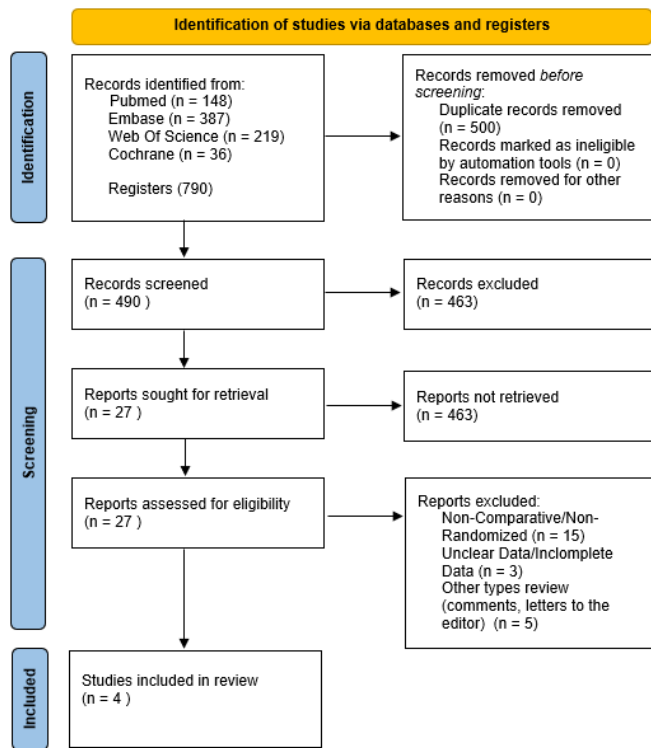 Identification of studies via databases and registers
Identification
Records identified from:
Pubmed (n = 148)
Embase (n = 387)
Web Of Science (n = 219)
Cochrane (n = 36)
Registers (790)
Records removed before
screening:
Duplicate records removed
(n = 500)
Records marked as ineligible
by automation tools (n = 0)
Records removed for other
reasons (n = 0)
Screening
Records screened
(n = 490 )
Records excluded
(n = 463)
Reports sought for retrieval
(n = 27 )
Reports not retrieved
(n = 463)
Reports assessed for eligibility
(n = 27 )
Reports excluded:
Non-Comparative/Non-
Randomized (n = 15)
Unclear Data/Inclomplete
Data (n = 3)
Other types review
(comments, letters to the
editor) (n = 5)
Included
Studies included in review
(n = 4 )